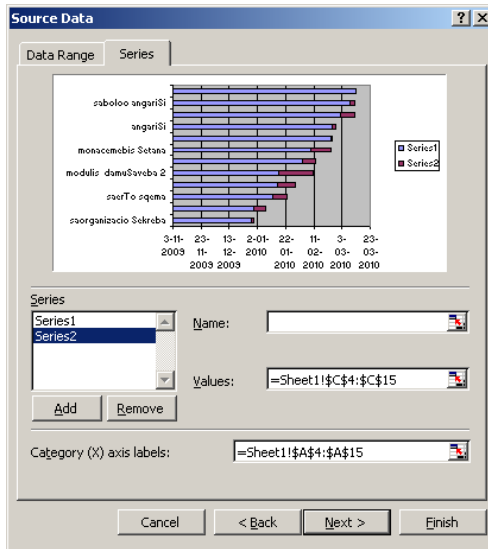 Source Data
Data Range
Series
saboloo angariSi
angariSi
monacemebis Setana
modulis damuSaveba 2
saerTo sqema
saorganizacio Sekreba
Series1
Series2
3-11-2009
23-11-2009
13-12-2009
2-01-2010
22-01-2010
11-02-2010
3-03-2010
23-03-2010
Series
Series1
Series2
Name:
Values:
=Sheet1!$C$4:$C$15
Add
Remove
Category (X) axis labels:
=Sheet1!$A$4:$A$15
Cancel
< Back
Next >
Finish